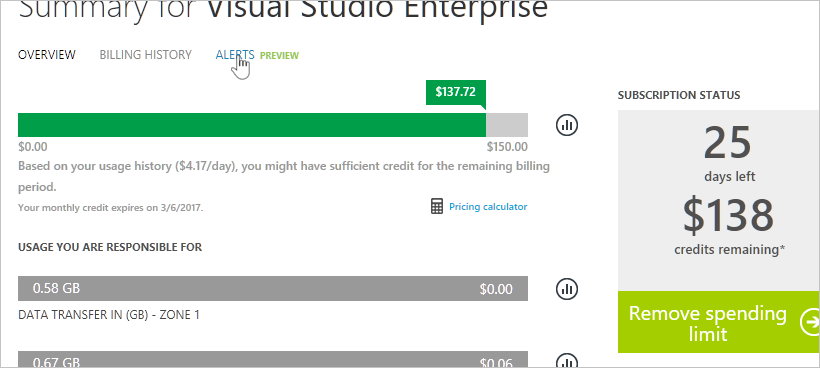 Summary for Visual Studio Enterprise
OVERVIEW BILLING HISTORY ALERTS PREVIEW
$137.72
$0.00 $150.00
Based on your usage history ($4.17/day), you might have sufficient credit for the remaining billing
period.
Your monthly credit expires on 3/6/2017.
Pricing calculator
USAGE YOU ARE RESPONSIBLE FOR
0.58 GB $0.00
DATA TRANSFER IN (GB) - ZONE 1
0.67 GB $0.06
SUBSCRIPTION STATUS
25
days left
$138
credits remaining*
Remove spending
limit